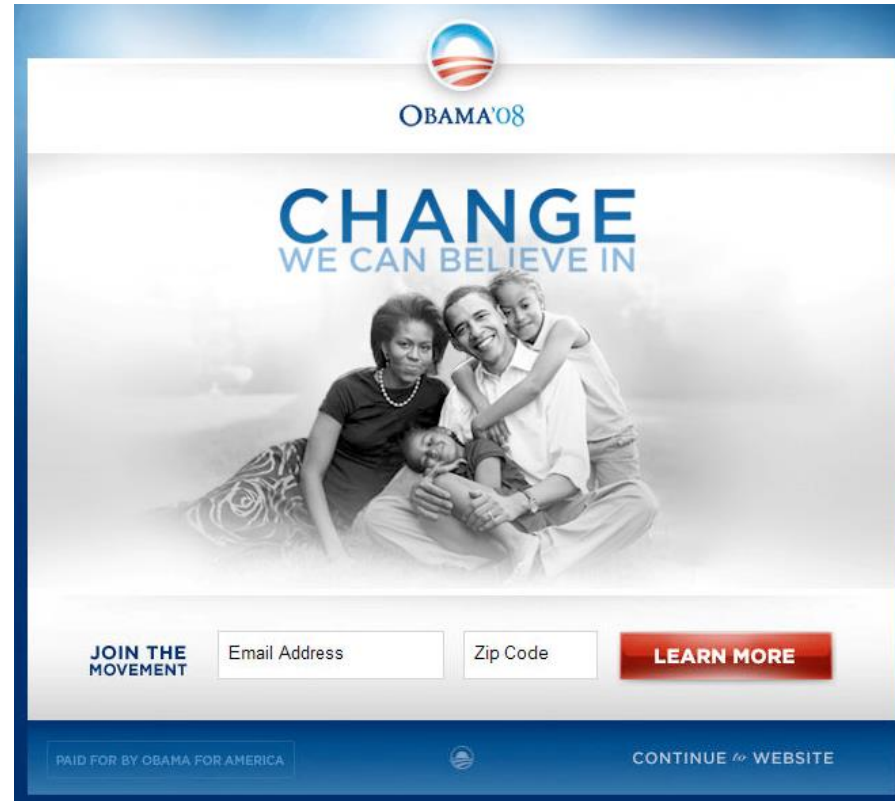 OBAMA'08
CHANGE
WE CAN BELIEVE IN
JOIN THE
MOVEMENT
Email Address
Zip Code
LEARN MORE
PAID FOR BY OBAMA FOR AMERICA
CONTINUE to WEBSITE